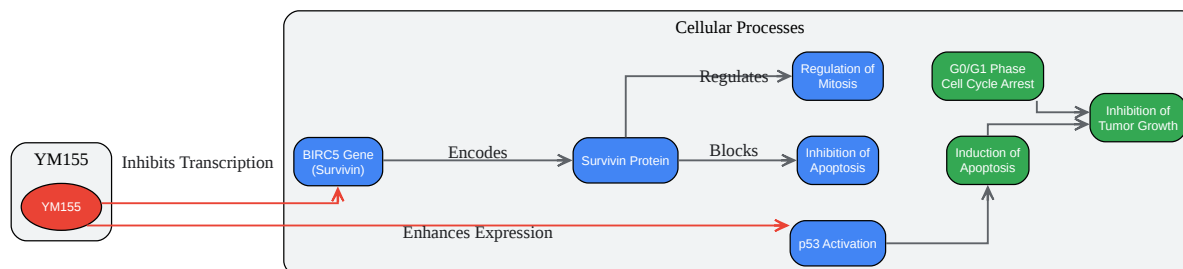 Cellular Processes
Regulation of
Mitosis
G0/G1 Phase
Cell Cycle Arrest
Regulates
Inhibition of
Tumor Growth
YM155
Inhibits Transcription
BIRC5 Gene
(Survivin)
Encodes
Survivin Protein
Blocks
Inhibition of
Apoptosis
Induction of
Apoptosis
YM155
Enhances Expression
p53 Activation